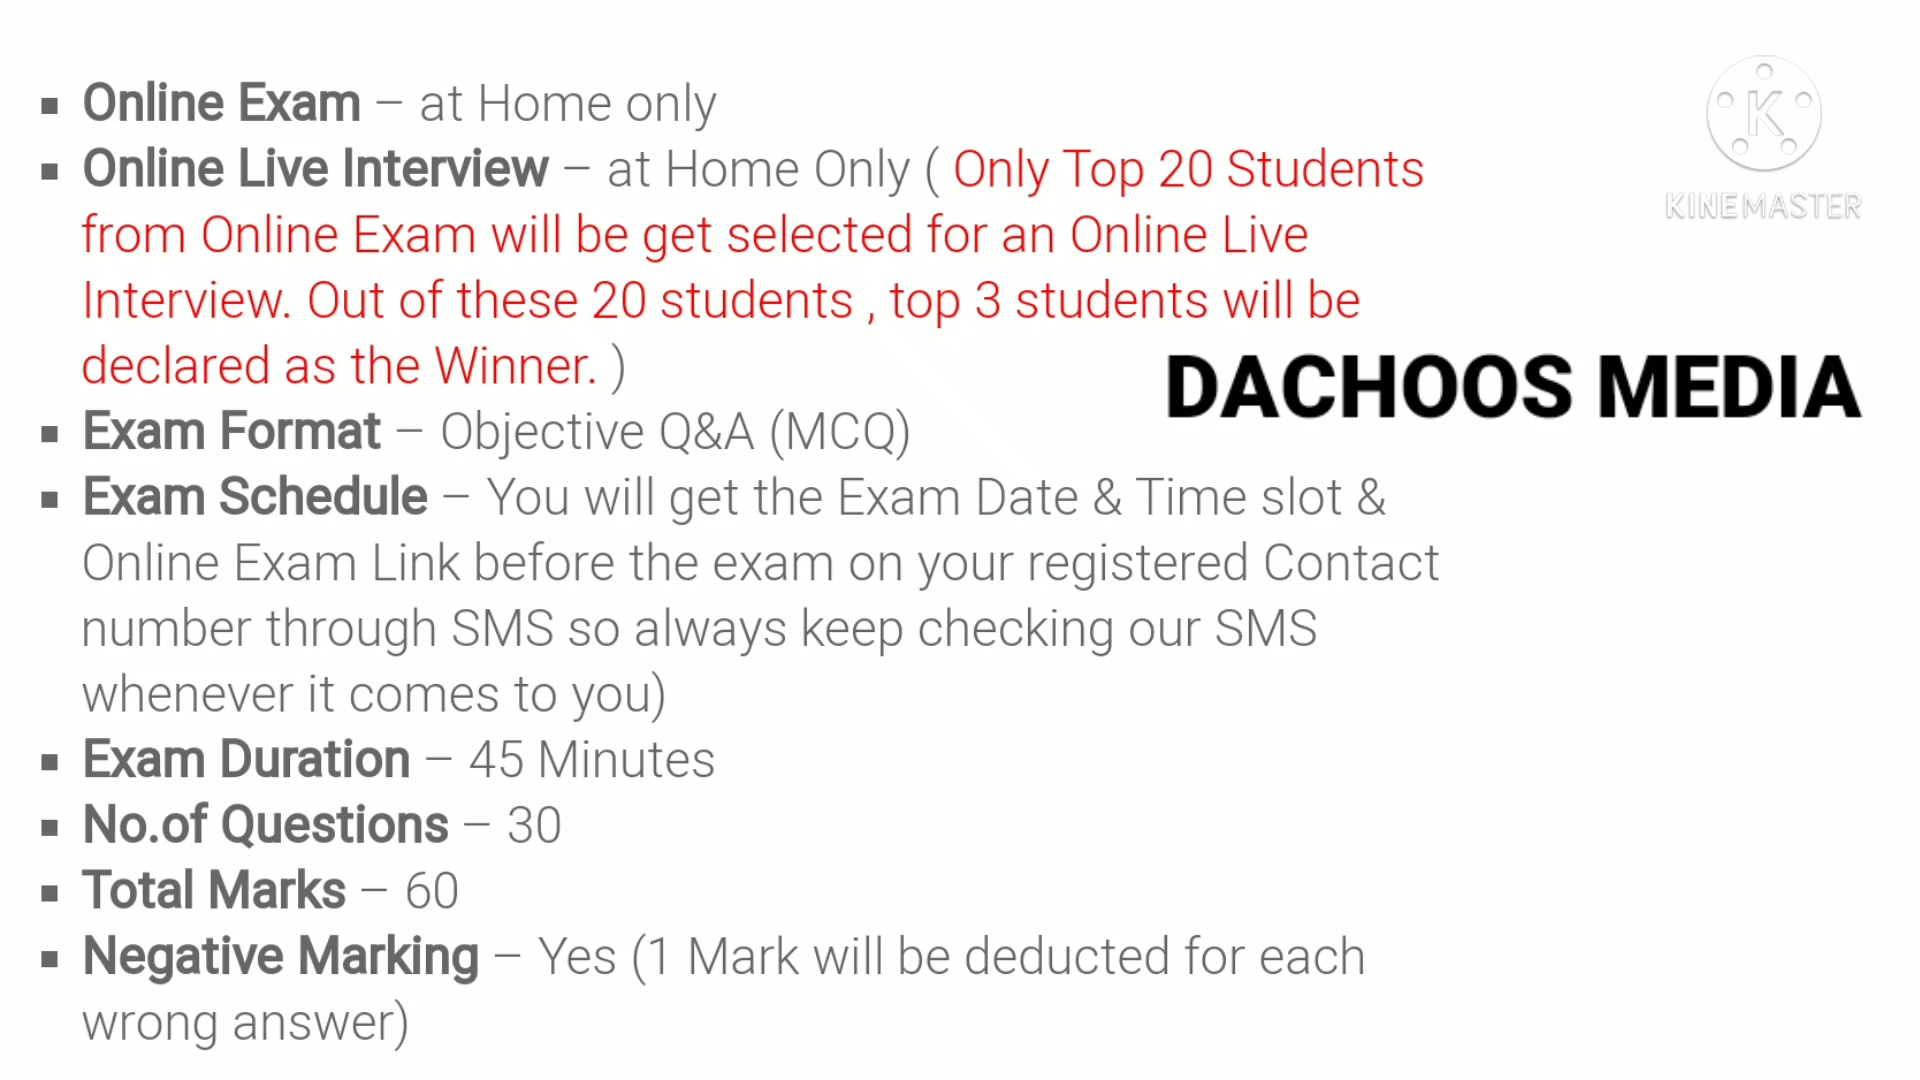 ▪ Online Exam – at Home only
▪ Online Live Interview – at Home Only ( Only Top 20 Students
from Online Exam will be get selected for an Online Live
Interview. Out of these 20 students , top 3 students will be
declared as the Winner. )
▪ Exam Format – Objective Q&A (MCQ)
▪ Exam Schedule – You will get the Exam Date & Time slot &
Online Exam Link before the exam on your registered Contact
number through SMS so always keep checking our SMS
whenever it comes to you)
▪ Exam Duration – 45 Minutes
▪ No.of Questions – 30
▪ Total Marks – 60
▪ Negative Marking – Yes (1 Mark will be deducted for each
wrong answer)
K
KINEMASTER
DACHOOS MEDIA